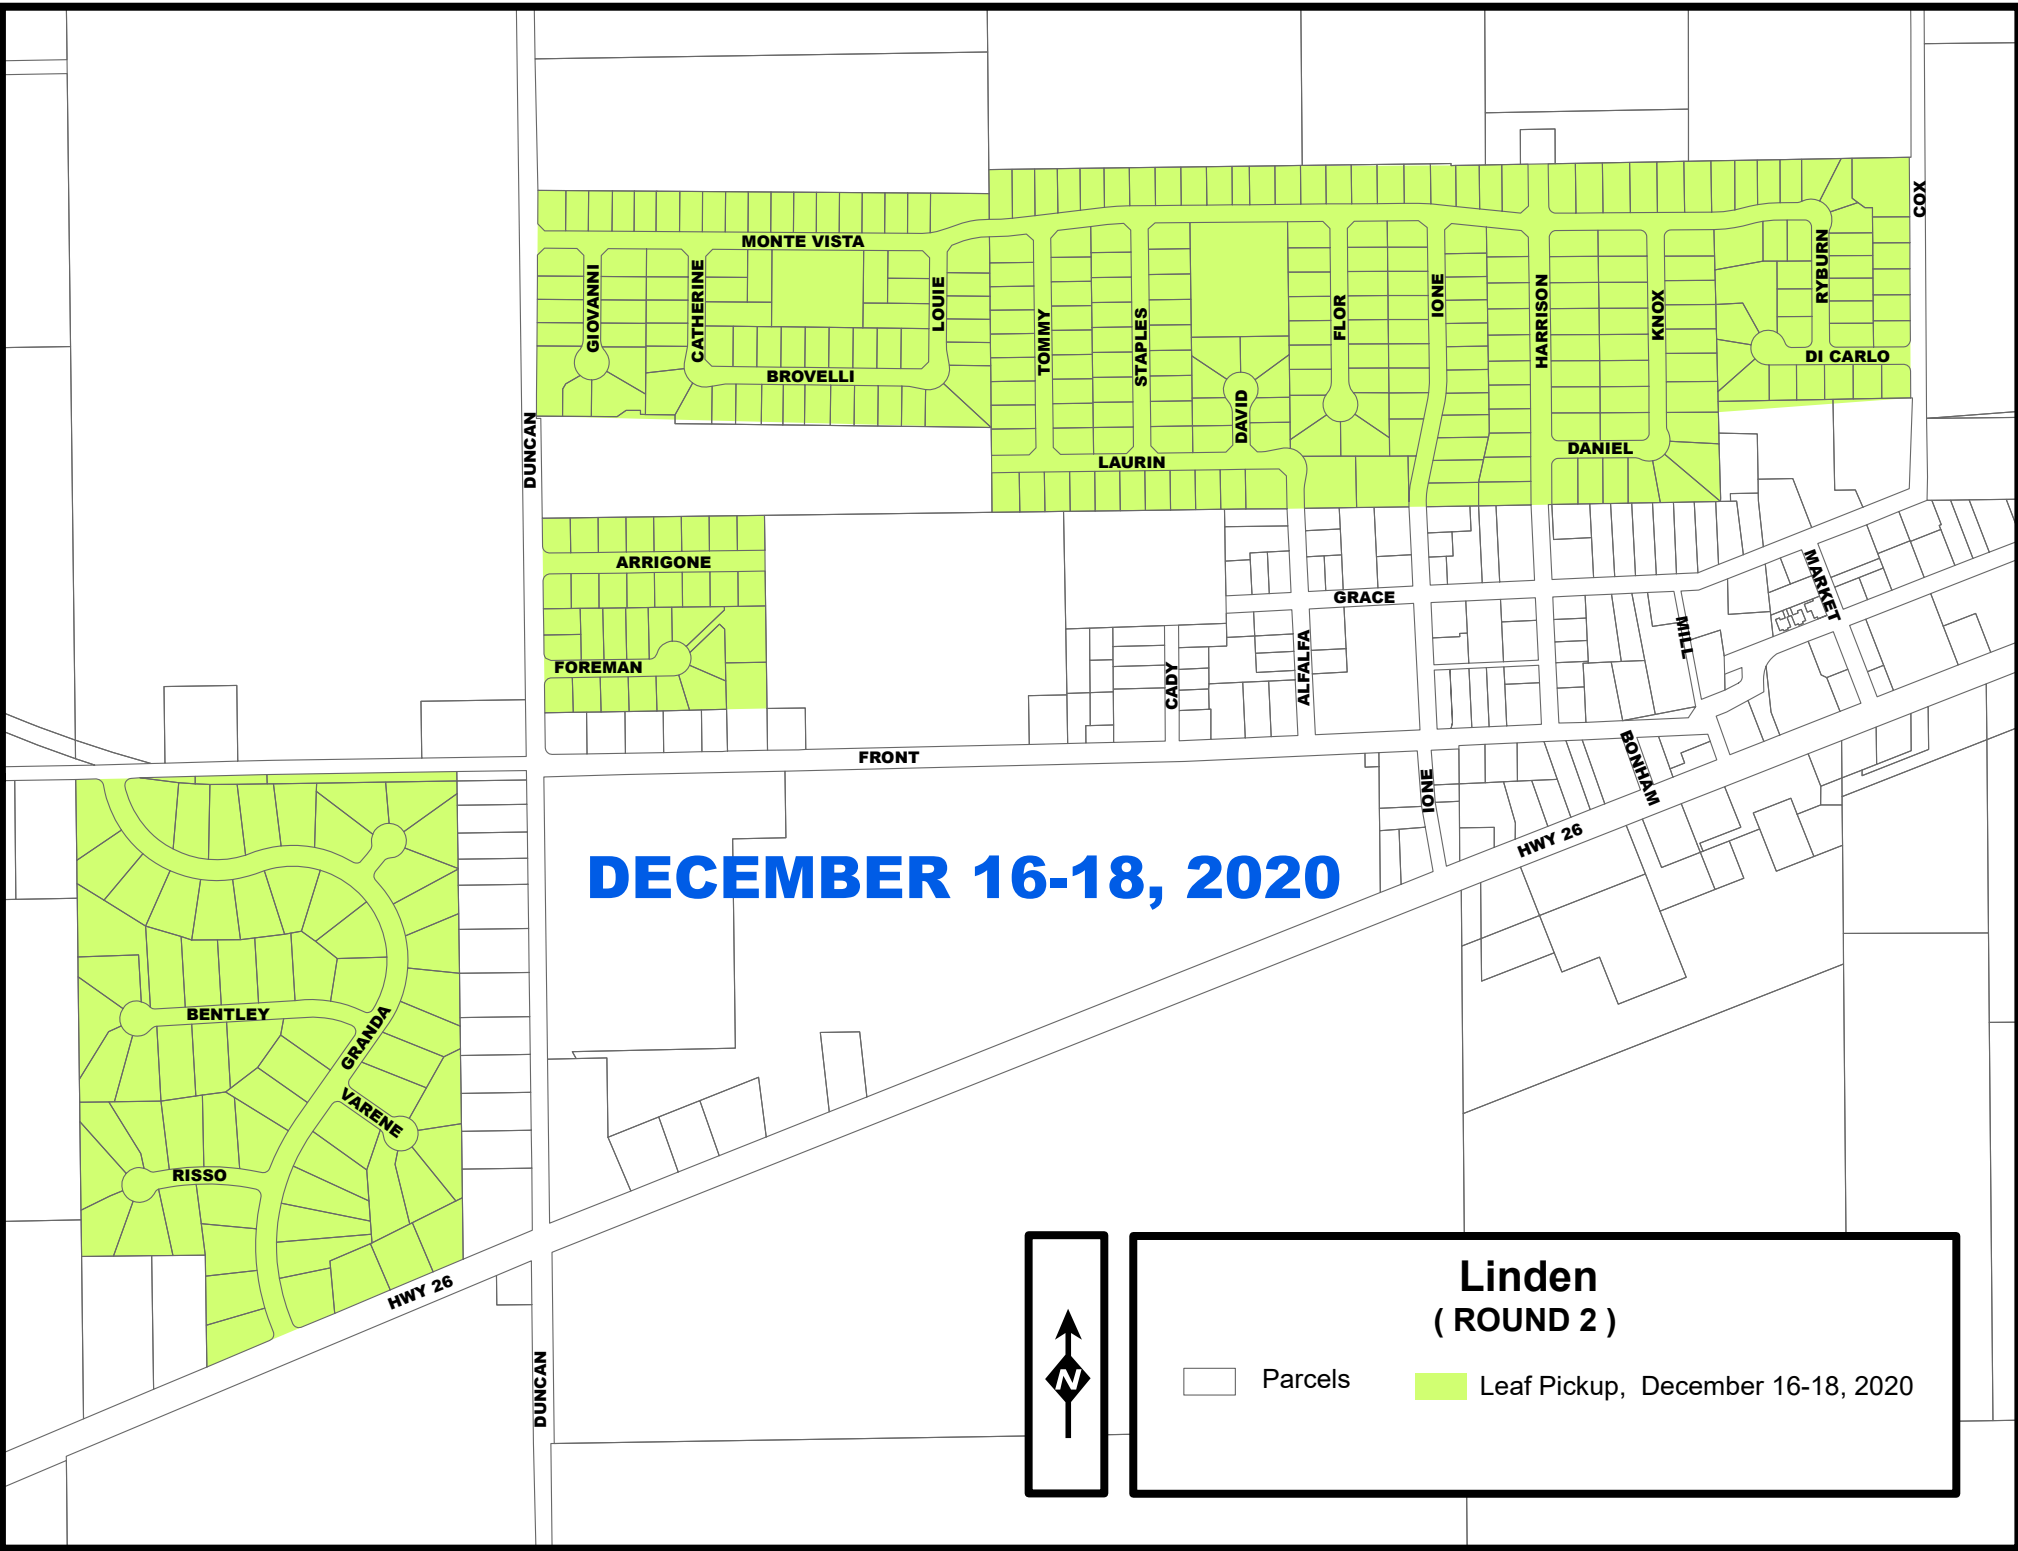 COX
MONTE VISTA
GIOVANNI
CATHERINE
LOUIE
TOMMY
STAPLES
FLOR
IONE
HARRISON
KNOX
RYBURN
DI CARLO
BROVELLI
DAVID
DUNCAN
LAURIN
DANIEL
ARRIGONE
MARKET
GRACE
FOREMAN
CADY
ALFALFA
MILL
FRONT
IONE
BONHAM
HWY 26
DECEMBER 16-18, 2020
BENTLEY
GRANDA
VARENE
RISSO
HWY 26
DUNCAN
N
Linden
( ROUND 2 )
Parcels
Leaf Pickup, December 16-18, 2020